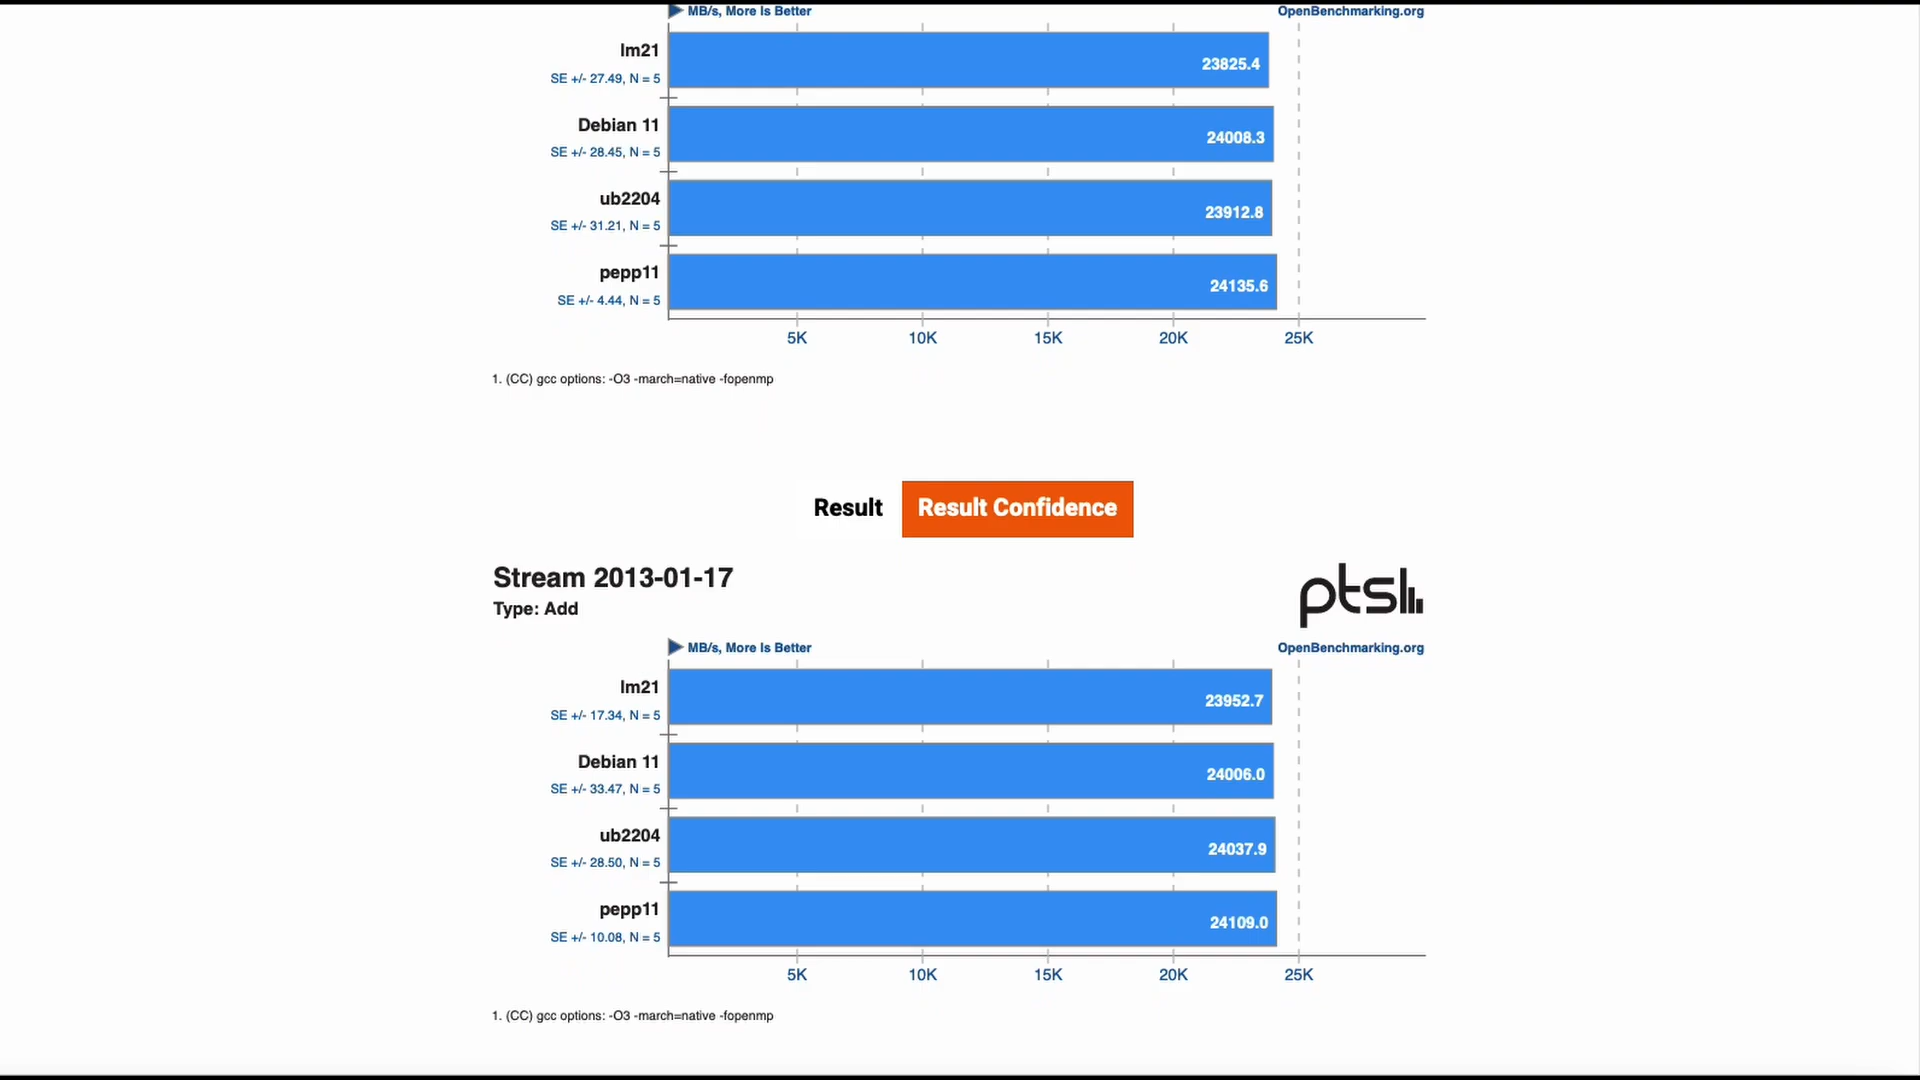 MB/s, More Is Better
OpenBenchmarking.org
lm21
SE +/- 27.49, N = 5
23825.4
Debian 11
SE +/- 28.45, N = 5
24008.3
ub2204
SE +/- 31.21, N = 5
23912.8
pepp11
SE +/- 4.44, N = 5
24135.6
5K 10K 15K 20K 25K
1. (CC) gcc options: -O3 -march=native -fopenmp
Result Result Confidence
Stream 2013-01-17
Type: Add
pts
MB/s, More Is Better
OpenBenchmarking.org
lm21
SE +/- 17.34, N = 5
23952.7
Debian 11
SE +/- 33.47, N = 5
24006.0
ub2204
SE +/- 28.50, N = 5
24037.9
pepp11
SE +/- 10.08, N = 5
24109.0
5K 10K 15K 20K 25K
1. (CC) gcc options: -O3 -march=native -fopenmp